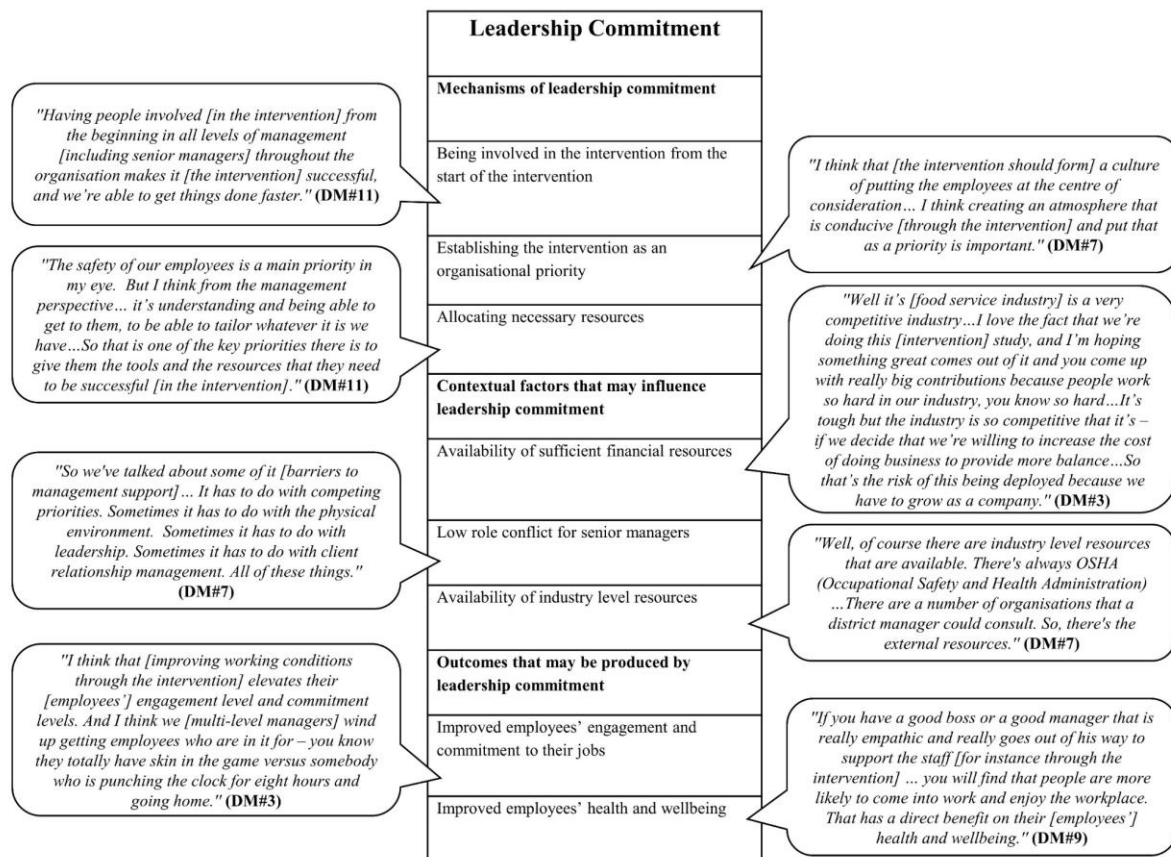 Leadership Commitment
Mechanisms of leadership commitment
"Having people involved [in the intervention] from
the beginning in all levels of management
[including senior managers] throughout the
organisation makes it [the intervention] successful,
and we're able to get things done faster." (DM#11)
Being involved in the intervention from the
start of the intervention
"I think that [the intervention should form] a culture
of putting the employees at the centre of
consideration… I think creating an atmosphere that
is conducive [through the intervention] and put that
as a priority is important." (DM#7)
Establishing the intervention as an
organisational priority
"The safety of our employees is a main priority in
my eye.  But I think from the management
perspective… it's understanding and being able to
get to them, to be able to tailor whatever it is we
have…So that is one of the key priorities there is to
give them the tools and the resources that they need
to be successful [in the intervention]." (DM#11)
Allocating necessary resources
Contextual factors that may influence
leadership commitment
"Well it's [food service industry] is a very
competitive industry…I love the fact that we're
doing this [intervention] study, and I'm hoping
something great comes out of it and you come up
with really big contributions because people work
so hard in our industry, you know so hard…It's
tough but the industry is so competitive that it's –
if we decide that we're willing to increase the cost
of doing business to provide more balance…So
that's the risk of this being deployed because we
have to grow as a company." (DM#3)
Availability of sufficient financial resources
"So we've talked about some of it [barriers to
management support]… It has to do with competing
priorities. Sometimes it has to do with the physical
environment.  Sometimes it has to do with
leadership. Sometimes it has to do with client
relationship management. All of these things."
(DM#7)
Low role conflict for senior managers
Availability of industry level resources
"Well, of course there are industry level resources
that are available. There's always OSHA
(Occupational Safety and Health Administration)
…There are a number of organisations that a
district manager could consult. So, there's the
external resources." (DM#7)
Outcomes that may be produced by
leadership commitment
"I think that [improving working conditions
through the intervention] elevates their
[employees'] engagement level and commitment
levels. And I think we [multi-level managers] wind
up getting employees who are in it for – you know
they totally have skin in the game versus somebody
who is punching the clock for eight hours and
going home." (DM#3)
Improved employees' engagement and
commitment to their jobs
Improved employees' health and wellbeing
"If you have a good boss or a good manager that is
really empathic and really goes out of his way to
support the staff [for instance through the
intervention] … you will find that people are more
likely to come into work and enjoy the workplace.
That has a direct benefit on their [employees']
health and wellbeing." (DM#9)